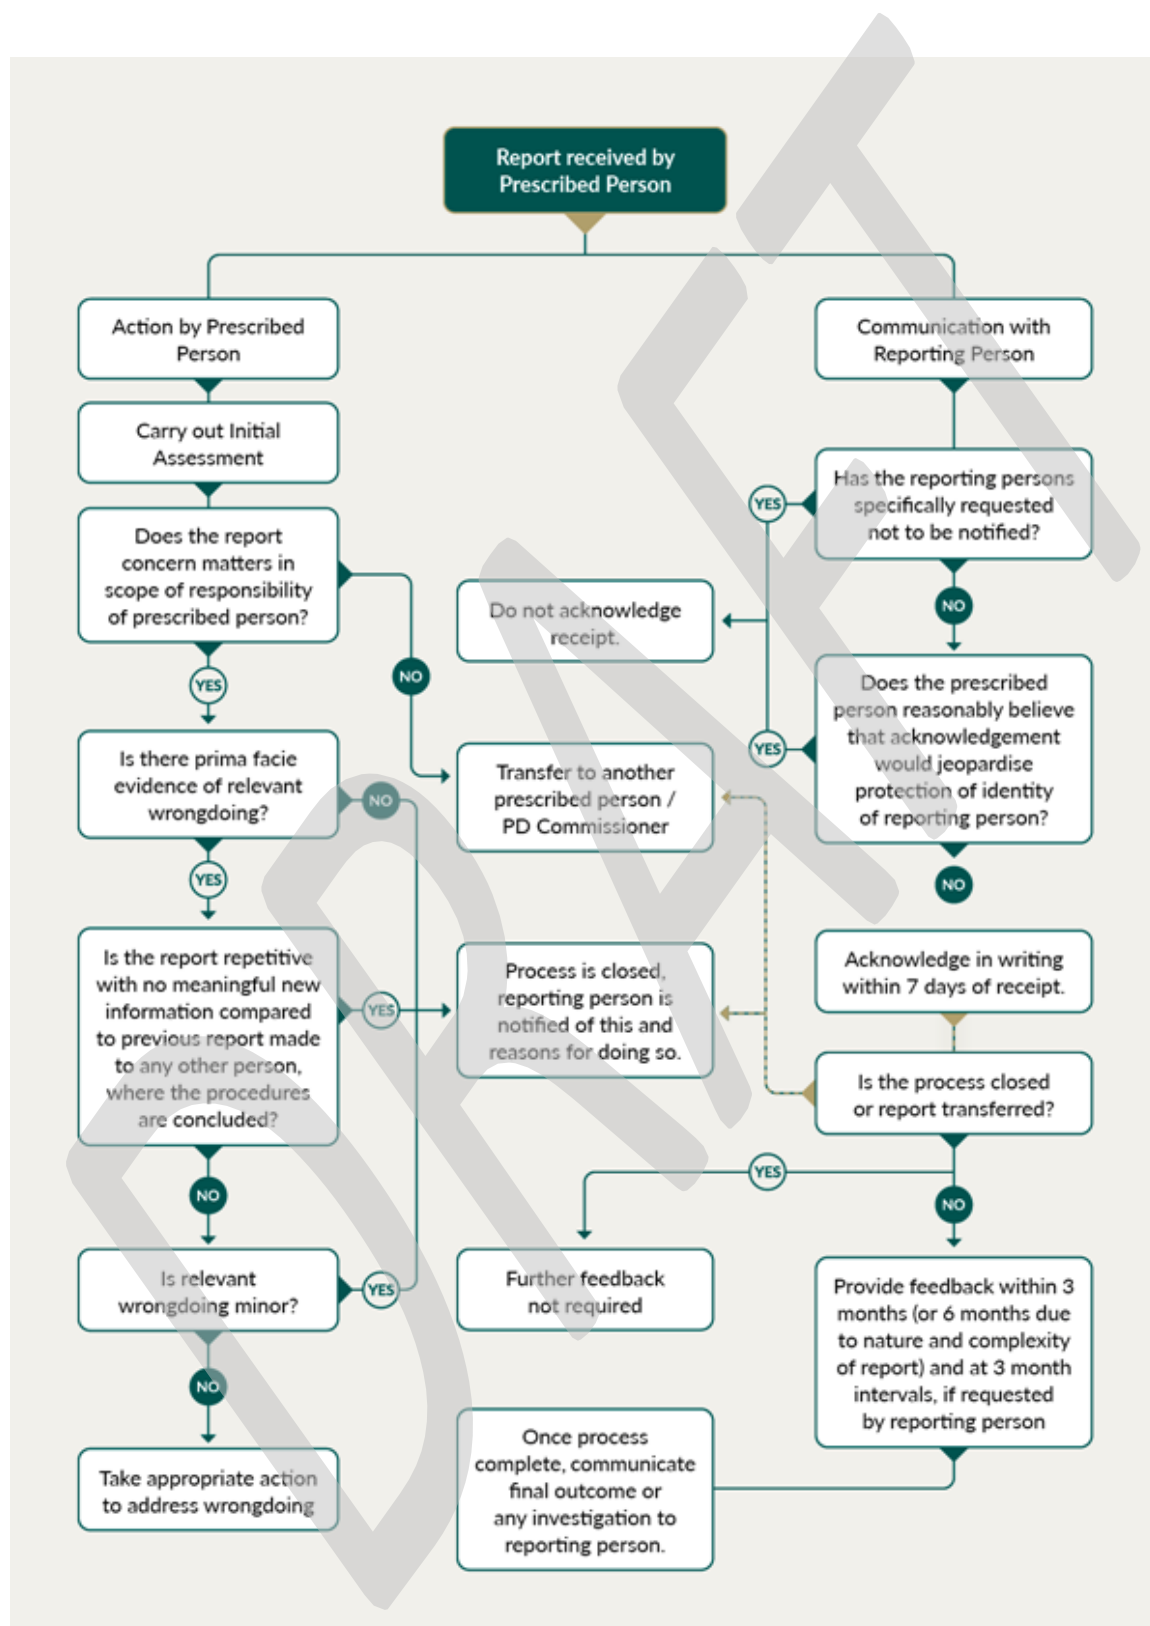 Report received by
Prescribed Person
Action by Prescribed
Person
Communication with
Reporting Person
Carry out Initial
Assessment
Has the reporting persons
specifically requested
not to be notified?
YES
NO
Does the report
concern matters in
scope of responsibility
of prescribed person?
NO
YES
Do not acknowledge
receipt.
Does the prescribed
person reasonably believe
that acknowledgement
would jeopardise
protection of identity
of reporting person?
YES
NO
Is there prima facie
evidence of relevant
wrongdoing?
NO
YES
Transfer to another
prescribed person /
PD Commissioner
Is the report repetitive
with no meaningful new
information compared
to previous report made
to any other person,
where the procedures
are concluded?
YES
NO
Process is closed,
reporting person is
notified of this and
reasons for doing so.
Acknowledge in writing
within 7 days of receipt.
Is the process closed
or report transferred?
YES
NO
Is relevant
wrongdoing minor?
YES
NO
Further feedback
not required
Provide feedback within 3
months (or 6 months due
to nature and complexity
of report) and at 3 month
intervals, if requested
by reporting person
Take appropriate action
to address wrongdoing
Once process
complete, communicate
final outcome or
any investigation to
reporting person.
DRAFT